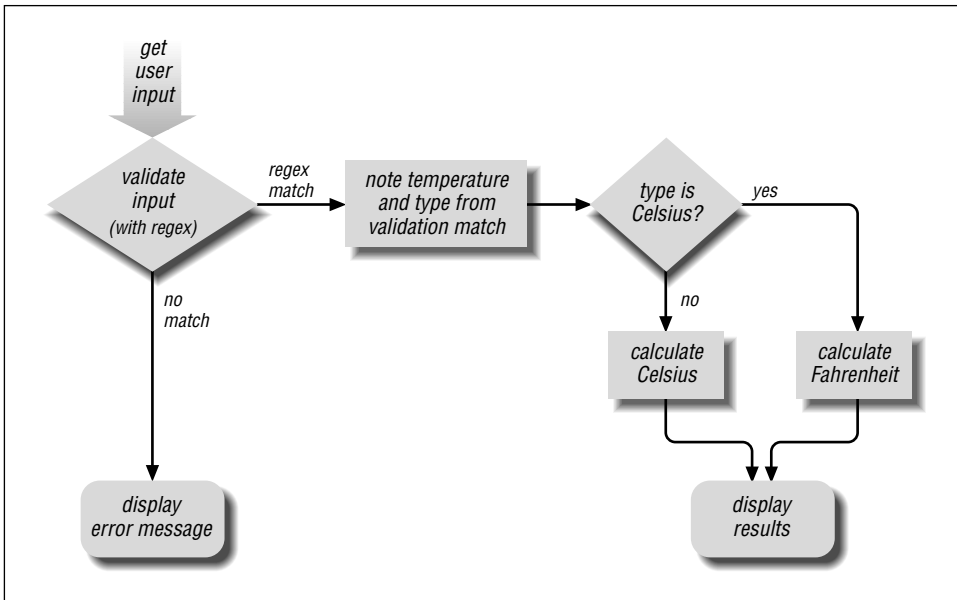 get
user
input
validate
input
(with regex)
regex
match
note temperature
and type from
validation match
type is
Celsius?
yes
no
match
no
calculate
Celsius
calculate
Fahrenheit
display
error message
display
results